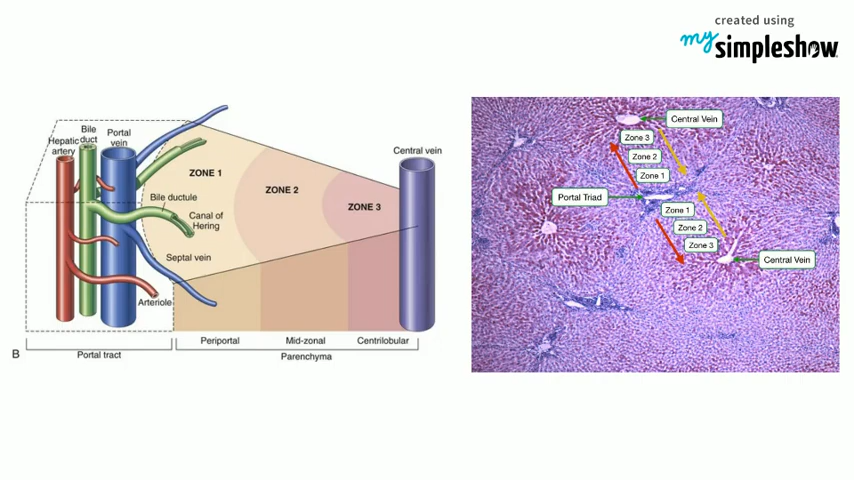 created using
my simpleshow
Hepatic
artery
Bile
duct
Portal
vein
Central vein
ZONE 1
ZONE 2
ZONE 3
Bile ductule
Canal of
Hering
Septal vein
Arteriole
Periportal
Mid-zonal
Centrilobular
B
Portal tract
Parenchyma
Central Vein
Zone 3
Zone 2
Zone 1
Portal Triad
Zone 1
Zone 2
Zone 3
Central Vein